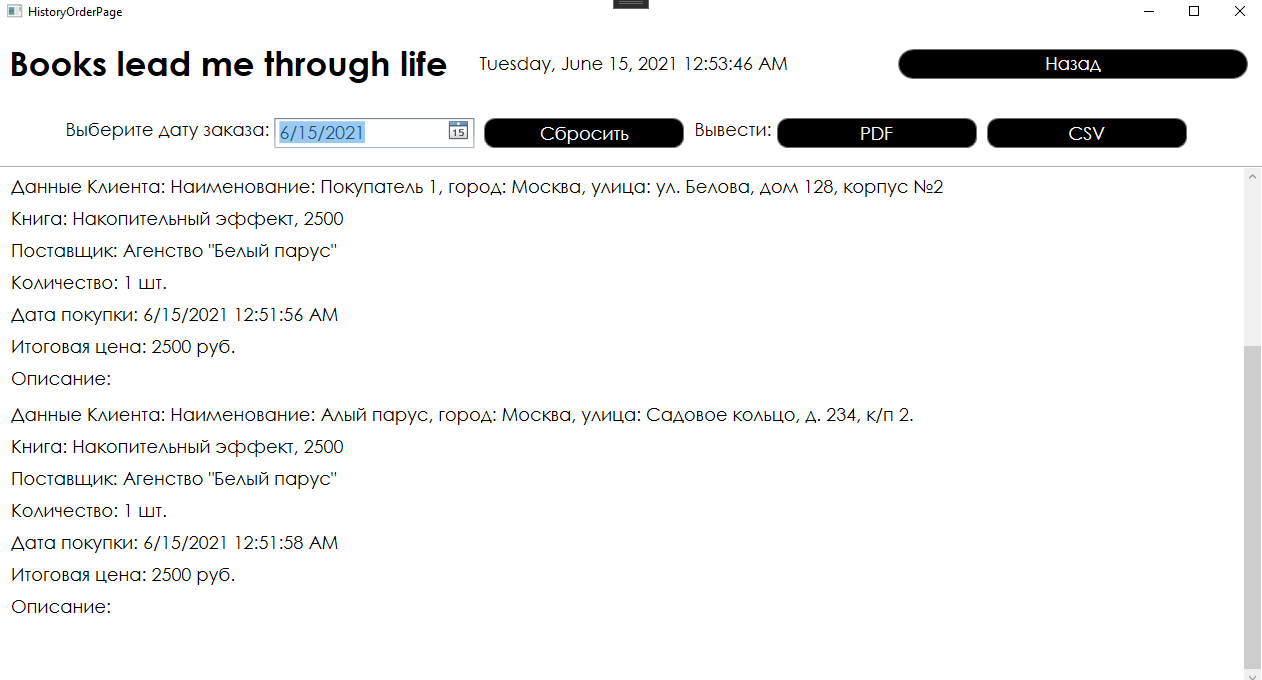 HistoryOrderPage
Books lead me through life
Tuesday, June 15, 2021 12:53:46 AM
Назад
Выберите дату заказа: 6/15/2021 15 Сбросить Вывести: PDF CSV
Данные Клиента: Наименование: Покупатель 1, город: Москва, улица: ул. Белова, дом 128, корпус №2
Книга: Накопительный эффект, 2500
Поставщик: Агенство "Белый парус"
Количество: 1 шт.
Дата покупки: 6/15/2021 12:51:56 AM
Итоговая цена: 2500 руб.
Описание:
Данные Клиента: Наименование: Алый парус, город: Москва, улица: Садовое кольцо, д. 234, к/п 2.
Книга: Накопительный эффект, 2500
Поставщик: Агенство "Белый парус"
Количество: 1 шт.
Дата покупки: 6/15/2021 12:51:58 AM
Итоговая цена: 2500 руб.
Описание: